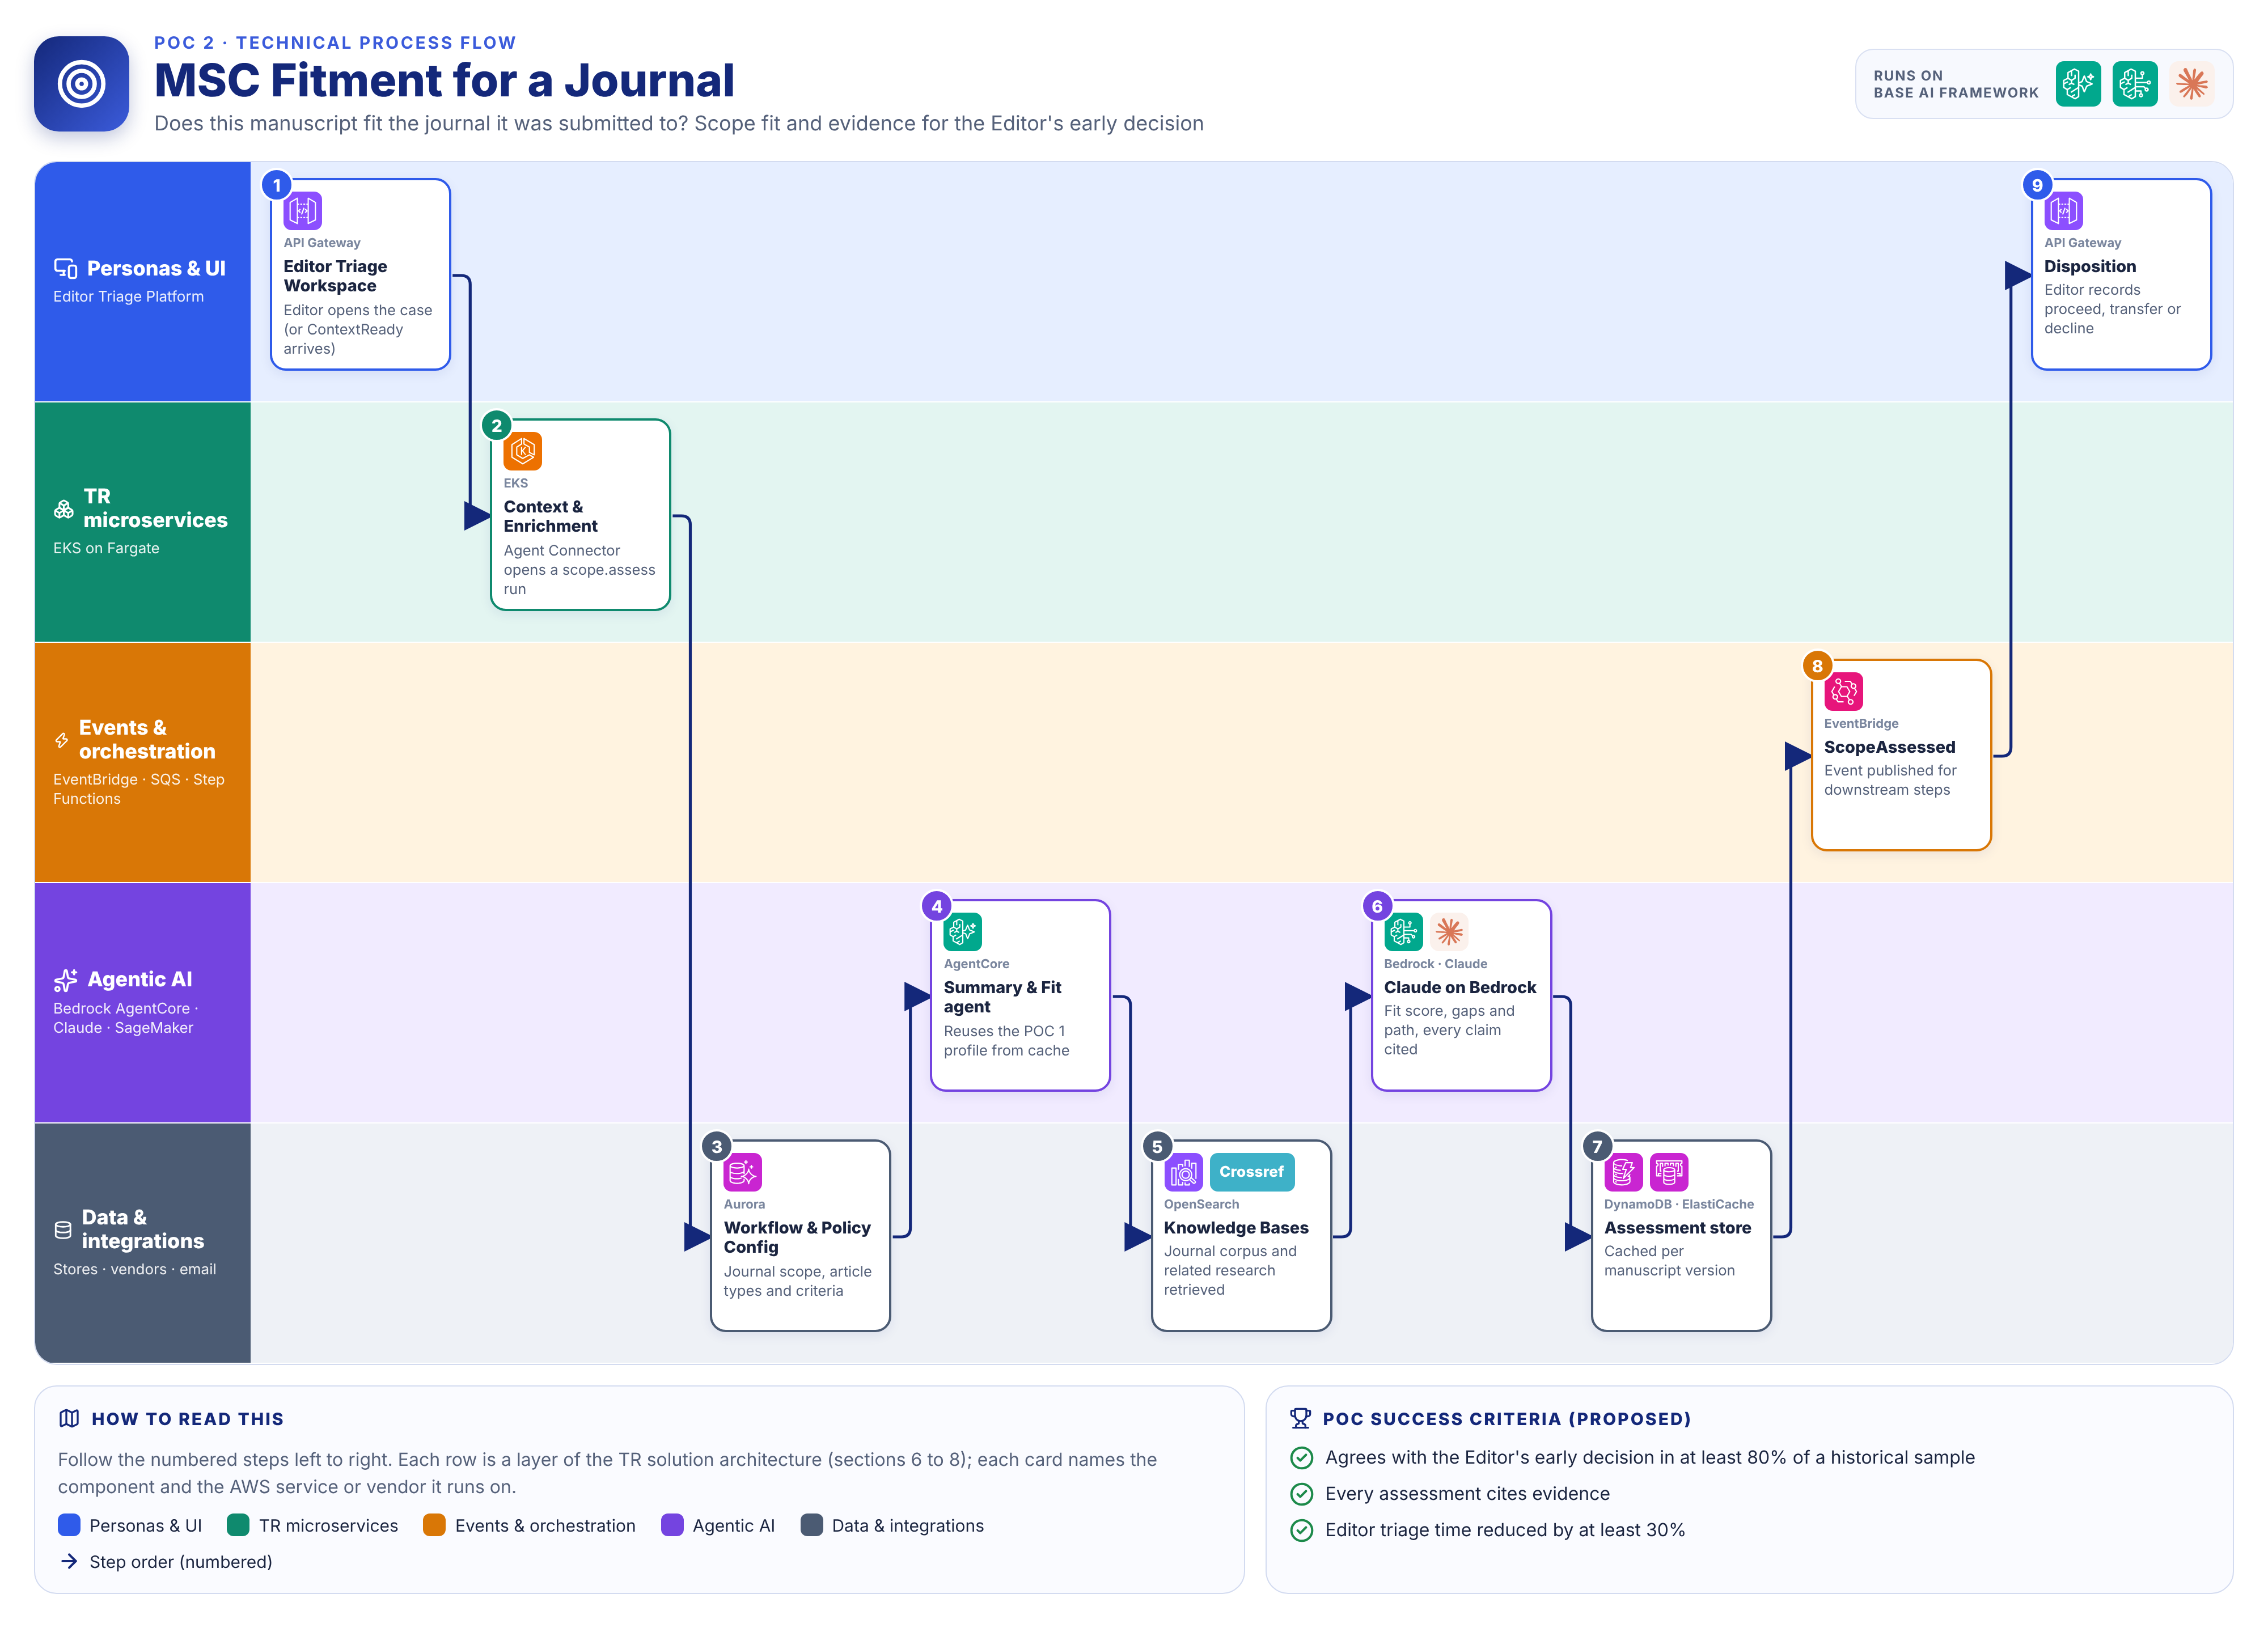 POC 2 · TECHNICAL PROCESS FLOW
MSC Fitment for a Journal
Does this manuscript fit the journal it was submitted to? Scope fit and evidence for the Editor's early decision
RUNS ON
BASE AI FRAMEWORK
Personas & UI
Editor Triage Platform
1
API Gateway
Editor Triage
Workspace
Editor opens the case
(or ContextReady
arrives)
9
API Gateway
Disposition
Editor records
proceed, transfer or
decline
TR
microservices
EKS on Fargate
2
EKS
Context &
Enrichment
Agent Connector
opens a scope.assess
run
Events &
orchestration
EventBridge · SQS · Step
Functions
8
EventBridge
ScopeAssessed
Event published for
downstream steps
Agentic AI
Bedrock AgentCore ·
Claude · SageMaker
4
AgentCore
Summary & Fit
agent
Reuses the POC 1
profile from cache
6
Bedrock · Claude
Claude on Bedrock
Fit score, gaps and
path, every claim
cited
Data &
integrations
Stores · vendors · email
3
Aurora
Workflow & Policy
Config
Journal scope, article
types and criteria
5
Crossref
OpenSearch
Knowledge Bases
Journal corpus and
related research
retrieved
7
DynamoDB · ElastiCache
Assessment store
Cached per
manuscript version
HOW TO READ THIS
Follow the numbered steps left to right. Each row is a layer of the TR solution architecture (sections 6 to 8); each card names the
component and the AWS service or vendor it runs on.
Personas & UI
TR microservices
Events & orchestration
Agentic AI
Data & integrations
Step order (numbered)
POC SUCCESS CRITERIA (PROPOSED)
Agrees with the Editor's early decision in at least 80% of a historical sample
Every assessment cites evidence
Editor triage time reduced by at least 30%